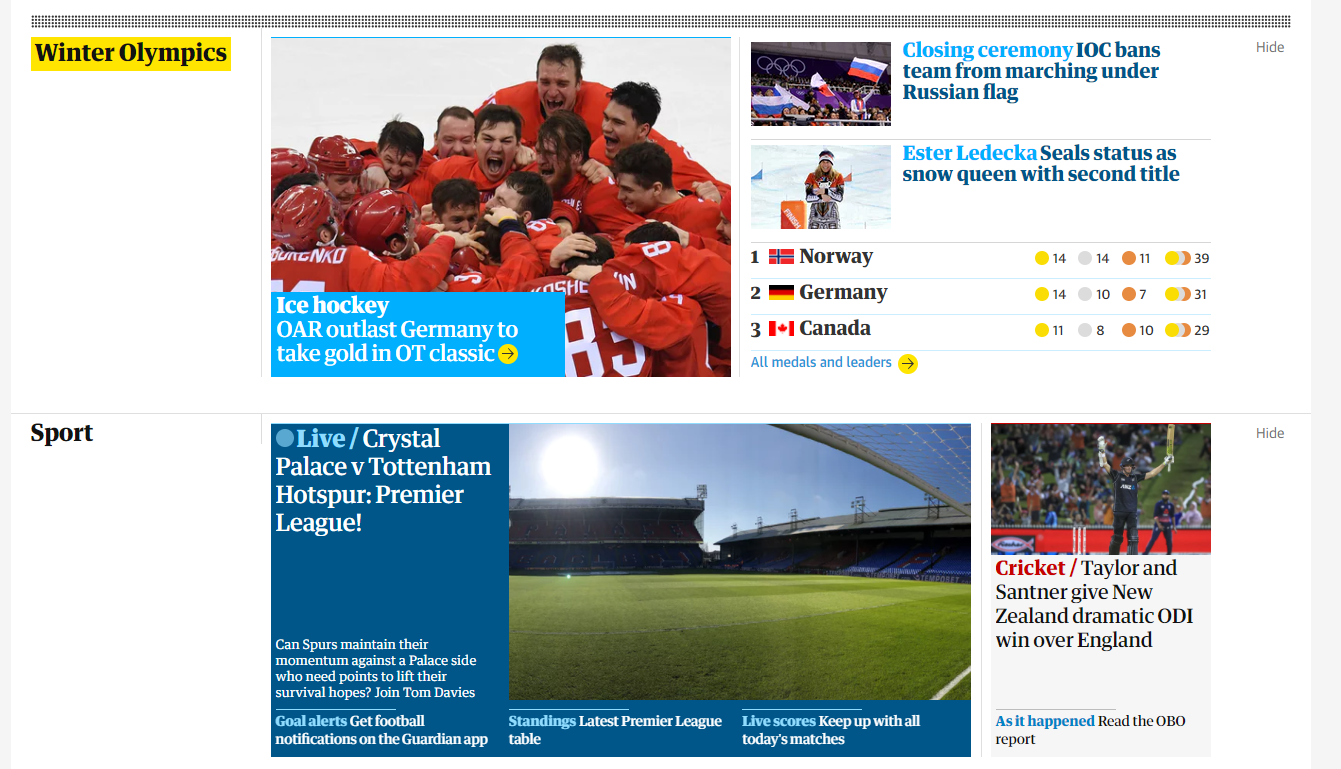 Winter Olympics
Ice hockey
OAR outlast Germany to
take gold in OT classic
Closing ceremony IOC bans
team from marching under
Russian flag
Hide
Ester Ledecka Seals status as
snow queen with second title
1 Norway 14 14 11 39
2 Germany 14 10 7 31
3 Canada 11 8 10 29
All medals and leaders
Sport
Live / Crystal
Palace v Tottenham
Hotspur: Premier
League!
Can Spurs maintain their
momentum against a Palace side
who need points to lift their
survival hopes? Join Tom Davies
Goal alerts Get football
notifications on the Guardian app
Standings Latest Premier League
table
Live scores Keep up with all
today's matches
Cricket / Taylor and
Santner give New
Zealand dramatic ODI
win over England
As it happened Read the OBO
report
Hide